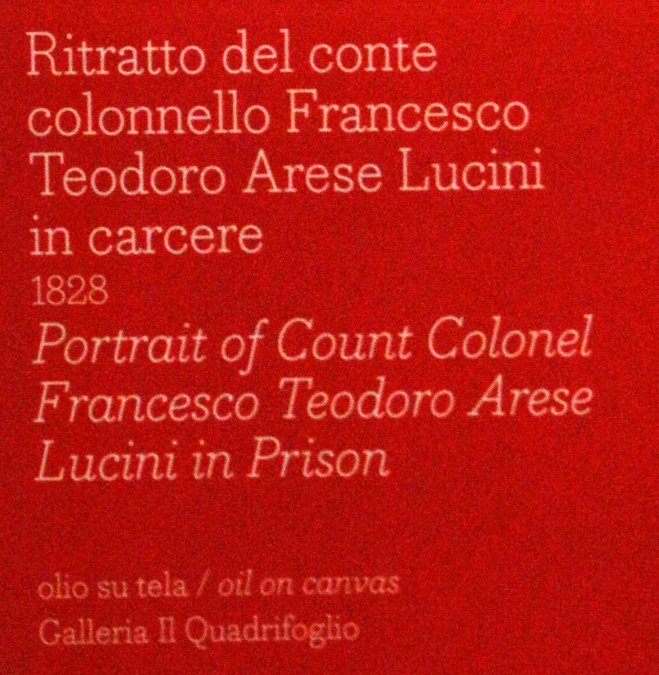 Ritratto del conte
colonnello Francesco
Teodoro Arese Lucini
in carcere
1828
Portrait of Count Colonel
Francesco Teodoro Arese
Lucini in Prison
olio su tela / oil on canvas
Galleria Il Quadrifoglio